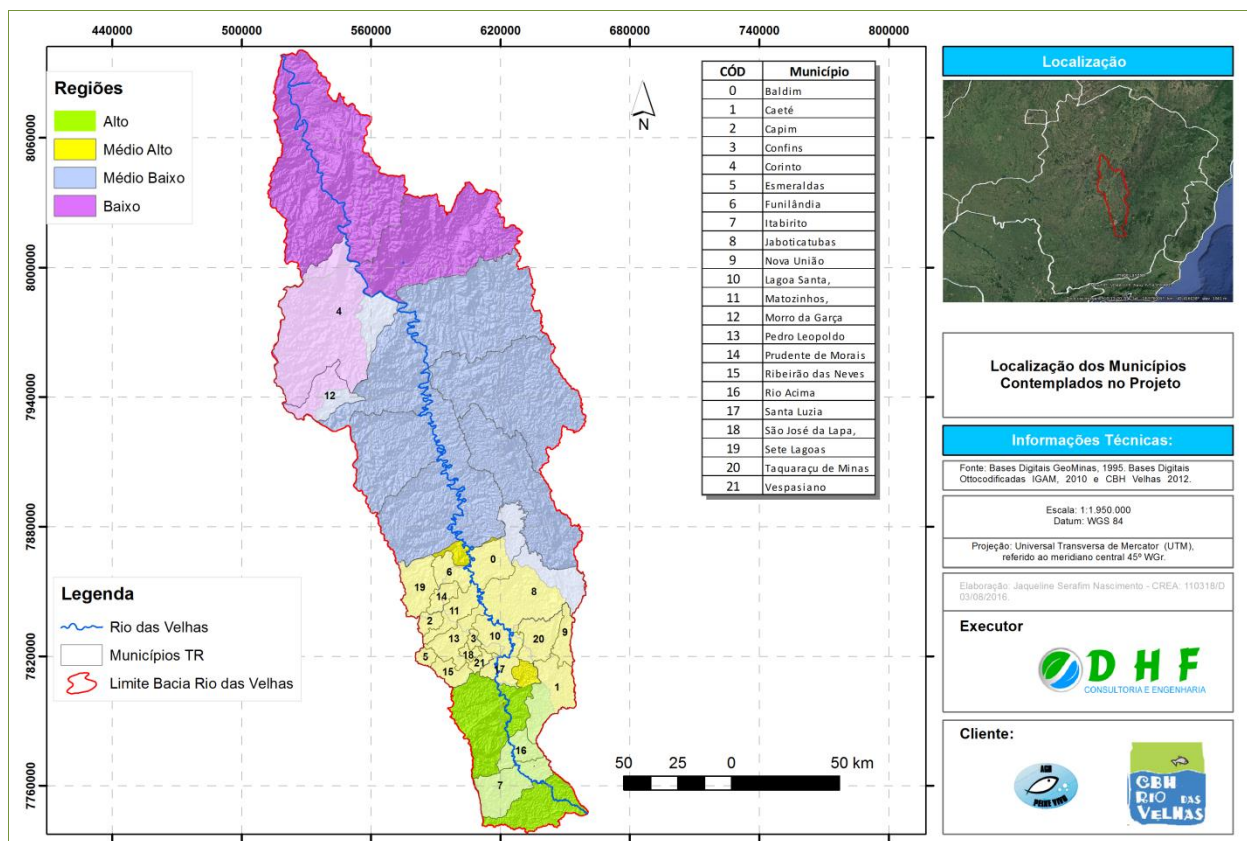 440000 500000 560000 620000 680000 740000 800000
8060000
8000000
7940000
7880000
7820000
7760000
Regiões
Alto
Médio Alto
Médio Baixo
Baixo
N
CÓD Município
0 Baldim
1 Caeté
2 Capim
3 Confins
4 Corinto
5 Esmeraldas
6 Funilândia
7 Itabirito
8 Jaboticatubas
9 Nova União
10 Lagoa Santa,
11 Matozinhos,
12 Morro da Garça
13 Pedro Leopoldo
14 Prudente de Morais
15 Ribeirão das Neves
16 Rio Acima
17 Santa Luzia
18 São José da Lapa,
19 Sete Lagoas
20 Taquaraçu de Minas
21 Vespasiano
4
12
0
6
19
8
14
11
2
13
3
10
20
9
18
5
21
17
15
1
16
7
Legenda
Rio das Velhas
Municípios TR
Limite Bacia Rio das Velhas
50 25 0 50 km
Localização
Localização dos Municípios
Contemplados no Projeto
Informações Técnicas:
Fonte: Bases Digitais GeoMinas, 1995. Bases Digitais
Ottocodificadas IGAM, 2010 e CBH Velhas 2012.
Escala: 1:1.950.000
Datum: WGS 84
Projeção: Universal Transversa de Mercator (UTM),
referido ao meridiano central 45º WGr.
Elaboração: Jaqueline Serafim Nascimento - CREA: 110318/D
03/08/2016.
Executor
DHF
CONSULTORIA E ENGENHARIA
Cliente:
AGB
PEIXE VIVO
CBH
RIO DAS
VELHAS